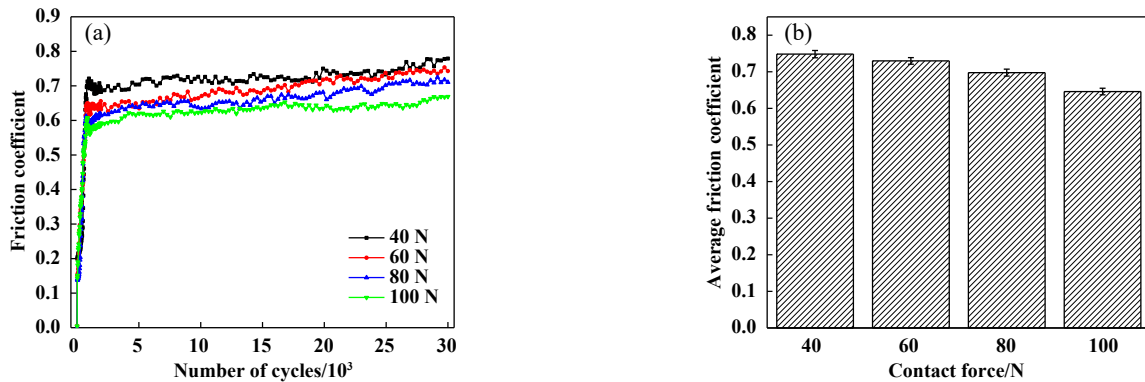 (a)
Friction coefficient
0.9
0.8
0.7
0.6
0.5
0.4
0.3
0.2
0.1
0.0
40 N
60 N
80 N
100 N
0 5 10 15 20 25 30
Number of cycles/10³
(b)
Average friction coefficient
0.8
0.7
0.6
0.5
0.4
0.3
0.2
0.1
0.0
40 60 80 100
Contact force/N